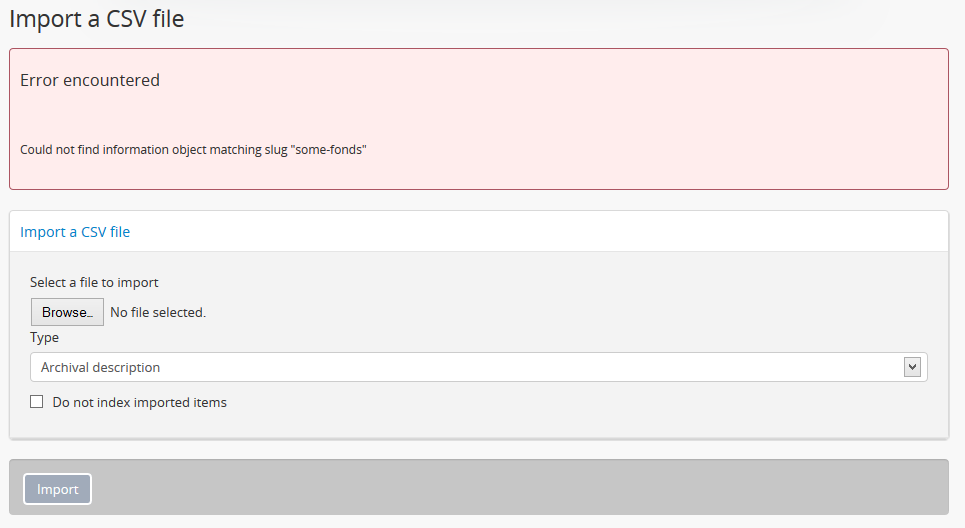 Import a CSV file
Error encountered
Could not find information object matching slug "some-fonds"
Import a CSV file
Select a file to import
Browse... No file selected.
Type
Archival description
Do not index imported items
Import